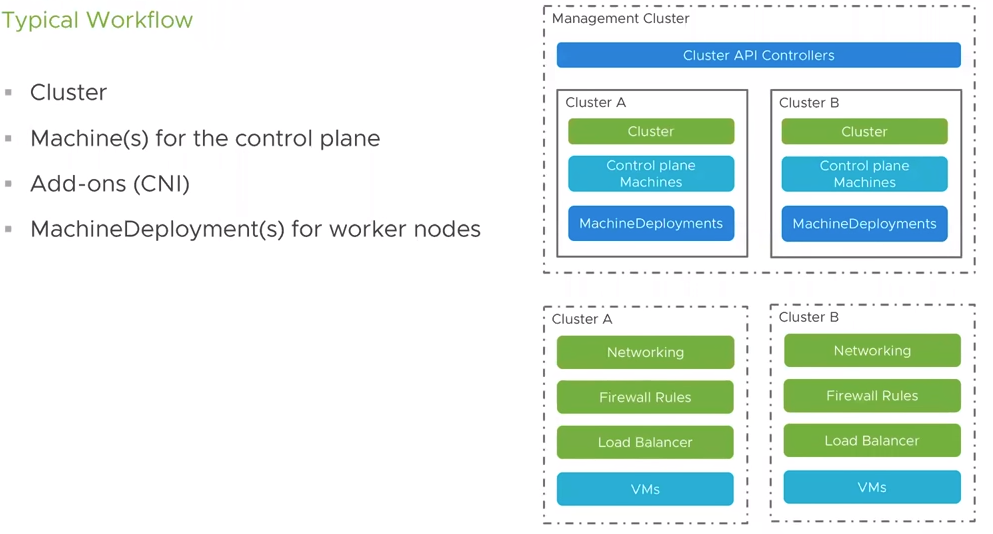 Typical Workflow
Cluster
Machine(s) for the control plane
Add-ons (CNI)
MachineDeployment(s) for worker nodes
Management Cluster
Cluster API Controllers
Cluster A
Cluster
Control plane
Machines
MachineDeployments
Cluster B
Cluster
Control plane
Machines
MachineDeployments
Cluster A
Networking
Firewall Rules
Load Balancer
VMs
Cluster B
Networking
Firewall Rules
Load Balancer
VMs